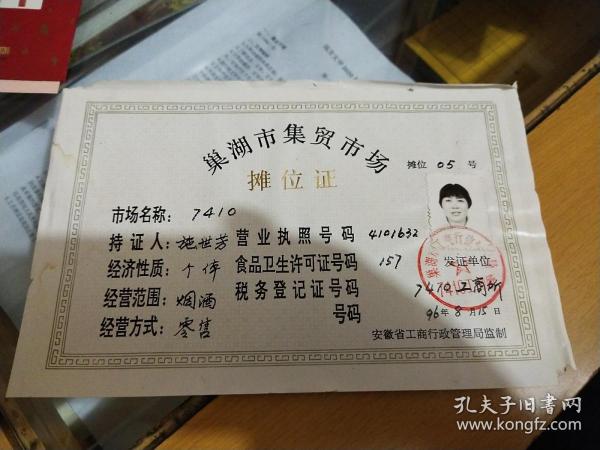 巢湖市集贸市场
摊位证
摊位 05 号
市场名称：7410
持证人：施世芳 营业执照号码 4101632
经济性质：个体 食品卫生许可证号码 157 发证单位
经营范围：烟酒 税务登记证号码 7410 工商所
号码 96年8月15日
经营方式：零售 安徽省工商行政管理局监制
孔夫子旧书网
www.kongfz.com